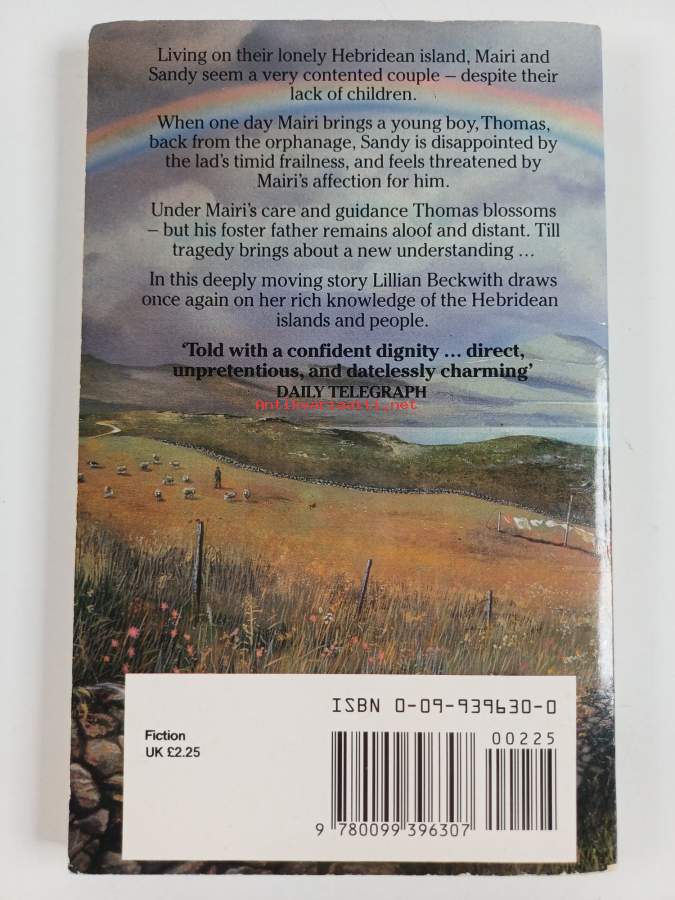 Living on their lonely Hebridean island, Mairi and
Sandy seem a very contented couple – despite their
lack of children.
When one day Mairi brings a young boy, Thomas,
back from the orphanage, Sandy is disappointed by
the lad's timid frailness, and feels threatened by
Mairi's affection for him.
Under Mairi's care and guidance Thomas blossoms
– but his foster father remains aloof and distant. Till
tragedy brings about a new understanding ...
In this deeply moving story Lillian Beckwith draws
once again on her rich knowledge of the Hebridean
islands and people.
'Told with a confident dignity ... direct,
unpretentious, and datelessly charming'
DAILY TELEGRAPH
Antikvariaatti.net
ISBN 0-09-939630-0
Fiction
UK £2.25
00225
9 780099 396307